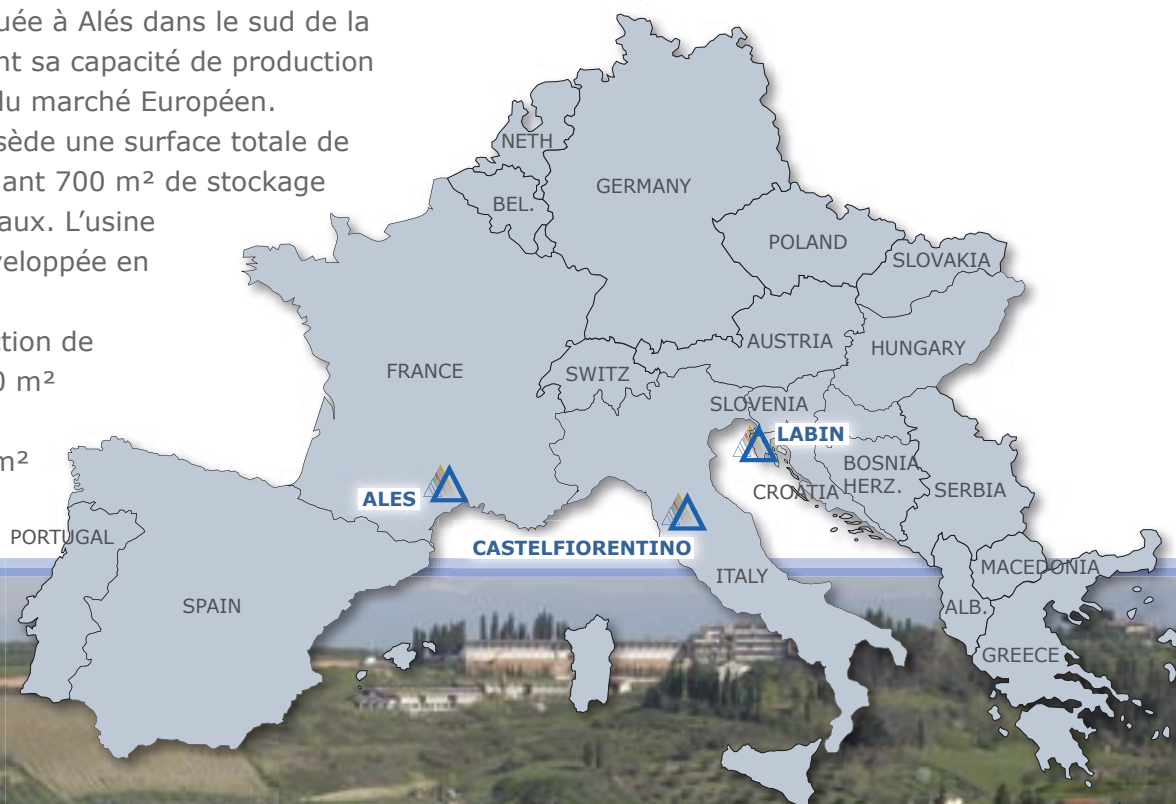 uée à Alés dans le sud de la
nt sa capacité de production
du marché Européen.
sède une surface totale de
ant 700 m² de stockage
aux. L'usine
veloppée en
ction de
0 m²
m²
NETH
GERMANY
BEL.
POLAND
SLOVAKIA
AUSTRIA
HUNGARY
FRANCE
SWITZ
SLOVENIA
LABIN
BOSNIA
HERZ.
CROATIA
SERBIA
ALES
PORTUGAL
CASTELFIORENTINO
MACEDONIA
ITALY
SPAIN
ALB.
GREECE